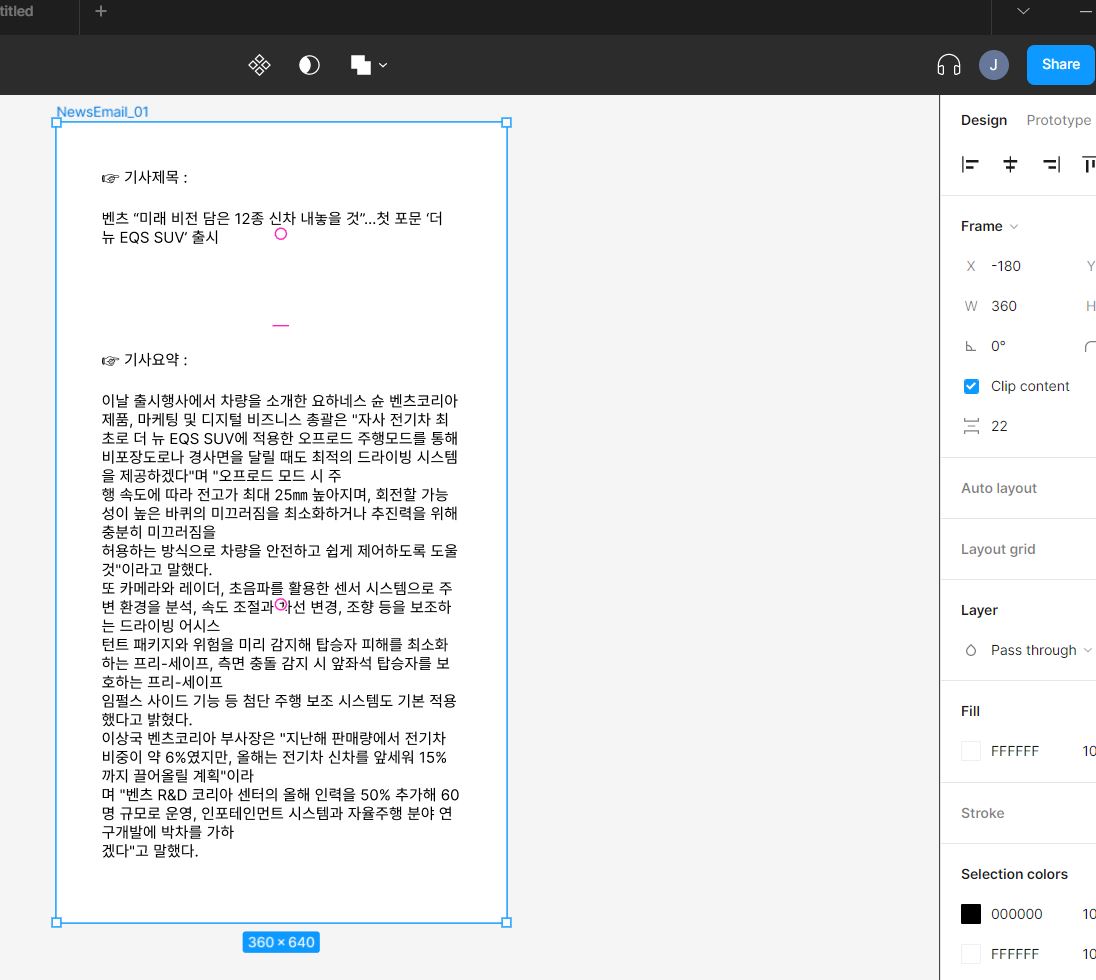 titled
J
Share
NewsEmail_01
Design Prototype
☞ 기사제목 :
벤츠 “미래 비전 담은 12종 신차 내놓을 것”...첫 포문 ‘더
뉴 EQS SUV’ 출시
☞ 기사요약 :
이날 출시행사에서 차량을 소개한 요하네스 슌 벤츠코리아
제품, 마케팅 및 디지털 비즈니스 총괄은 "자사 전기차 최
초로 더 뉴 EQS SUV에 적용한 오프로드 주행모드를 통해
비포장도로나 경사면을 달릴 때도 최적의 드라이빙 시스템
을 제공하겠다"며 "오프로드 모드 시 주
행 속도에 따라 전고가 최대 25㎜ 높아지며, 회전할 가능
성이 높은 바퀴의 미끄러짐을 최소화하거나 추진력을 위해
충분히 미끄러짐을
허용하는 방식으로 차량을 안전하고 쉽게 제어하도록 도울
것"이라고 말했다.
또 카메라와 레이더, 초음파를 활용한 센서 시스템으로 주
변 환경을 분석, 속도 조절과 차선 변경, 조향 등을 보조하
는 드라이빙 어시스
턴트 패키지와 위험을 미리 감지해 탑승자 피해를 최소화
하는 프리-세이프, 측면 충돌 감지 시 앞좌석 탑승자를 보
호하는 프리-세이프
임펄스 사이드 기능 등 첨단 주행 보조 시스템도 기본 적용
했다고 밝혔다.
이상국 벤츠코리아 부사장은 "지난해 판매량에서 전기차
비중이 약 6%였지만, 올해는 전기차 신차를 앞세워 15%
까지 끌어올릴 계획"이라
며 "벤츠 R&D 코리아 센터의 올해 인력을 50% 추가해 60
명 규모로 운영, 인포테인먼트 시스템과 자율주행 분야 연
구개발에 박차를 가하
겠다"고 말했다.
360 × 640
Frame
X -180 Y
W 360 H
0°
Clip content
22
Auto layout
Layout grid
Layer
Pass through
Fill
FFFFFF 10
Stroke
Selection colors
000000 10
FFFFFF 10